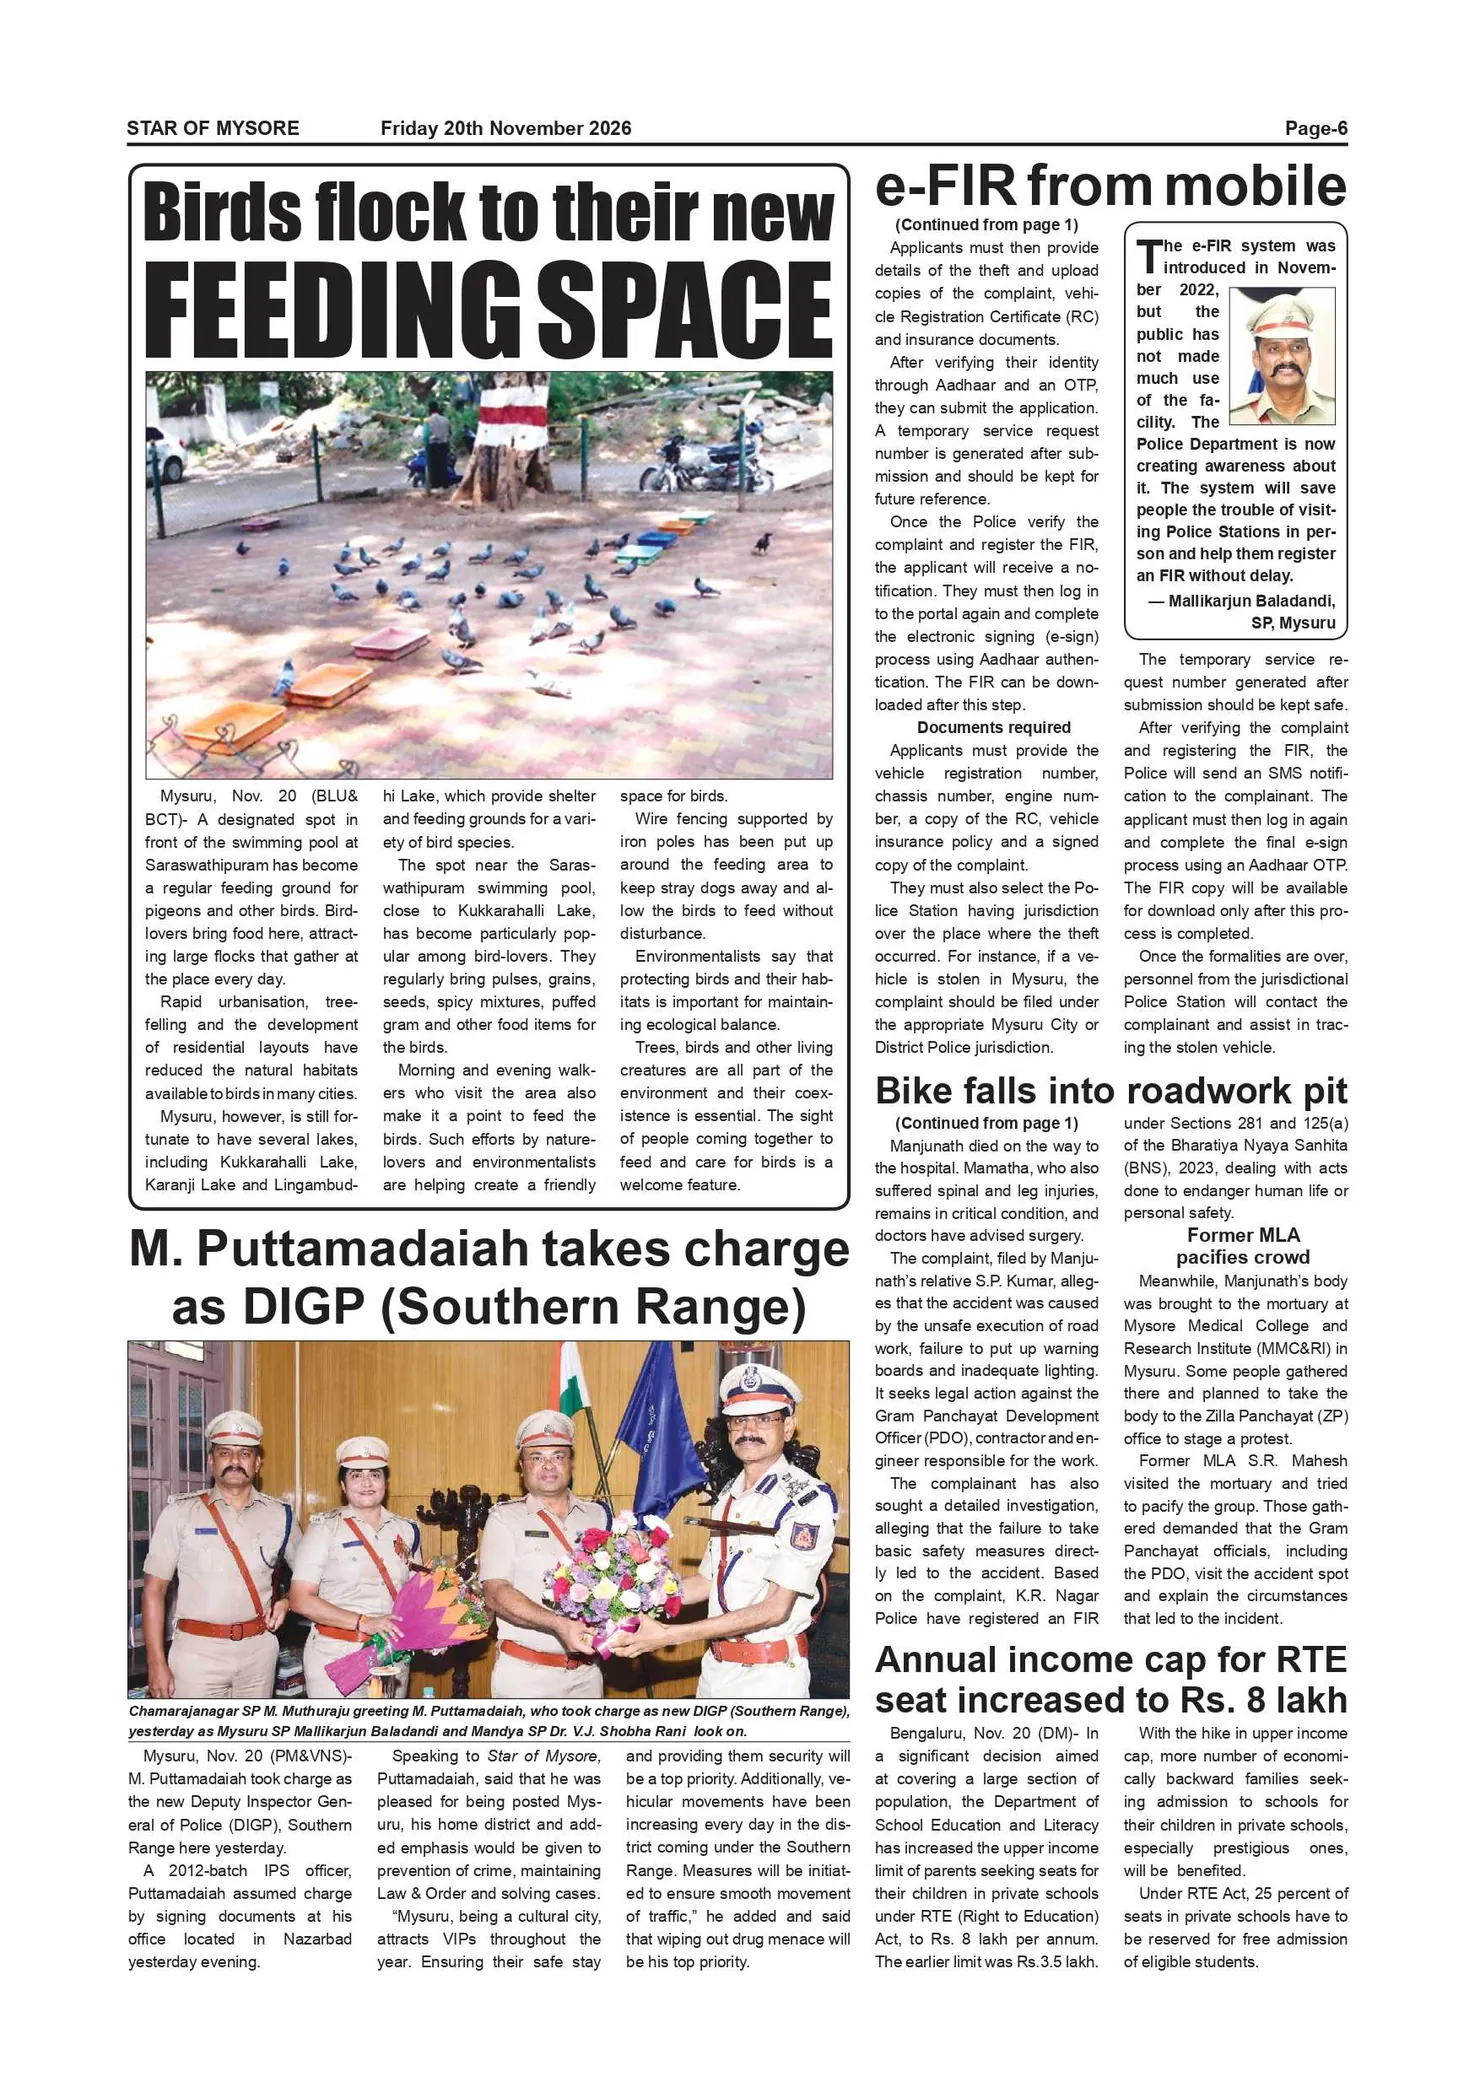 STAR OF MYSORE Friday 20th November 2026 Page-6
Birds flock to their new
FEEDING SPACE
Mysuru, Nov. 20 (BLU&
BCT)- A designated spot in
front of the swimming pool at
Saraswathipuram has become
a regular feeding ground for
pigeons and other birds. Bird-
lovers bring food here, attract-
ing large flocks that gather at
the place every day.
Rapid urbanisation, tree-
felling and the development
of residential layouts have
reduced the natural habitats
available to birds in many cities.
Mysuru, however, is still for-
tunate to have several lakes,
including Kukkarahalli Lake,
Karanji Lake and Lingambud-
hi Lake, which provide shelter
and feeding grounds for a vari-
ety of bird species.
The spot near the Saras-
wathipuram swimming pool,
close to Kukkarahalli Lake,
has become particularly pop-
ular among bird-lovers. They
regularly bring pulses, grains,
seeds, spicy mixtures, puffed
gram and other food items for
the birds.
Morning and evening walk-
ers who visit the area also
make it a point to feed the
birds. Such efforts by nature-
lovers and environmentalists
are helping create a friendly
space for birds.
Wire fencing supported by
iron poles has been put up
around the feeding area to
keep stray dogs away and al-
low the birds to feed without
disturbance.
Environmentalists say that
protecting birds and their hab-
itats is important for maintain-
ing ecological balance.
Trees, birds and other living
creatures are all part of the
environment and their coex-
istence is essential. The sight
of people coming together to
feed and care for birds is a
welcome feature.
M. Puttamadaiah takes charge
as DIGP (Southern Range)
Chamarajanagar SP M. Muthuraju greeting M. Puttamadaiah, who took charge as new DIGP (Southern Range),
yesterday as Mysuru SP Mallikarjun Baladandi and Mandya SP Dr. V.J. Shobha Rani look on.
Mysuru, Nov. 20 (PM&VNS)-
M. Puttamadaiah took charge as
the new Deputy Inspector Gen-
eral of Police (DIGP), Southern
Range here yesterday.
A 2012-batch IPS officer,
Puttamadaiah assumed charge
by signing documents at his
office located in Nazarbad
yesterday evening.
Speaking to Star of Mysore,
Puttamadaiah, said that he was
pleased for being posted Mys-
uru, his home district and add-
ed emphasis would be given to
prevention of crime, maintaining
Law & Order and solving cases.
“Mysuru, being a cultural city,
attracts VIPs throughout the
year. Ensuring their safe stay
and providing them security will
be a top priority. Additionally, ve-
hicular movements have been
increasing every day in the dis-
trict coming under the Southern
Range. Measures will be initiat-
ed to ensure smooth movement
of traffic,” he added and said
that wiping out drug menace will
be his top priority.
e-FIR from mobile
(Continued from page 1)
Applicants must then provide
details of the theft and upload
copies of the complaint, vehi-
cle Registration Certificate (RC)
and insurance documents.
After verifying their identity
through Aadhaar and an OTP,
they can submit the application.
A temporary service request
number is generated after sub-
mission and should be kept for
future reference.
Once the Police verify the
complaint and register the FIR,
the applicant will receive a no-
tification. They must then log in
to the portal again and complete
the electronic signing (e-sign)
process using Aadhaar authen-
tication. The FIR can be down-
loaded after this step.
Documents required
Applicants must provide the
vehicle registration number,
chassis number, engine num-
ber, a copy of the RC, vehicle
insurance policy and a signed
copy of the complaint.
They must also select the Po-
lice Station having jurisdiction
over the place where the theft
occurred. For instance, if a ve-
hicle is stolen in Mysuru, the
complaint should be filed under
the appropriate Mysuru City or
District Police jurisdiction.
The e-FIR system was
introduced in Novem-
ber 2022,
but the
public has
not made
much use
of the fa-
cility. The
Police Department is now
creating awareness about
it. The system will save
people the trouble of visit-
ing Police Stations in per-
son and help them register
an FIR without delay.
— Mallikarjun Baladandi,
SP, Mysuru
The temporary service re-
quest number generated after
submission should be kept safe.
After verifying the complaint
and registering the FIR, the
Police will send an SMS notifi-
cation to the complainant. The
applicant must then log in again
and complete the final e-sign
process using an Aadhaar OTP.
The FIR copy will be available
for download only after this pro-
cess is completed.
Once the formalities are over,
personnel from the jurisdictional
Police Station will contact the
complainant and assist in trac-
ing the stolen vehicle.
Bike falls into roadwork pit
(Continued from page 1)
Manjunath died on the way to
the hospital. Mamatha, who also
suffered spinal and leg injuries,
remains in critical condition, and
doctors have advised surgery.
The complaint, filed by Manju-
nath’s relative S.P. Kumar, alleg-
es that the accident was caused
by the unsafe execution of road
work, failure to put up warning
boards and inadequate lighting.
It seeks legal action against the
Gram Panchayat Development
Officer (PDO), contractor and en-
gineer responsible for the work.
The complainant has also
sought a detailed investigation,
alleging that the failure to take
basic safety measures direct-
ly led to the accident. Based
on the complaint, K.R. Nagar
Police have registered an FIR
under Sections 281 and 125(a)
of the Bharatiya Nyaya Sanhita
(BNS), 2023, dealing with acts
done to endanger human life or
personal safety.
Former MLA
pacifies crowd
Meanwhile, Manjunath’s body
was brought to the mortuary at
Mysore Medical College and
Research Institute (MMC&RI) in
Mysuru. Some people gathered
there and planned to take the
body to the Zilla Panchayat (ZP)
office to stage a protest.
Former MLA S.R. Mahesh
visited the mortuary and tried
to pacify the group. Those gath-
ered demanded that the Gram
Panchayat officials, including
the PDO, visit the accident spot
and explain the circumstances
that led to the incident.
Annual income cap for RTE
seat increased to Rs. 8 lakh
Bengaluru, Nov. 20 (DM)- In
a significant decision aimed
at covering a large section of
population, the Department of
School Education and Literacy
has increased the upper income
limit of parents seeking seats for
their children in private schools
under RTE (Right to Education)
Act, to Rs. 8 lakh per annum.
The earlier limit was Rs.3.5 lakh.
With the hike in upper income
cap, more number of economi-
cally backward families seek-
ing admission to schools for
their children in private schools,
especially prestigious ones,
will be benefited.
Under RTE Act, 25 percent of
seats in private schools have to
be reserved for free admission
of eligible students.